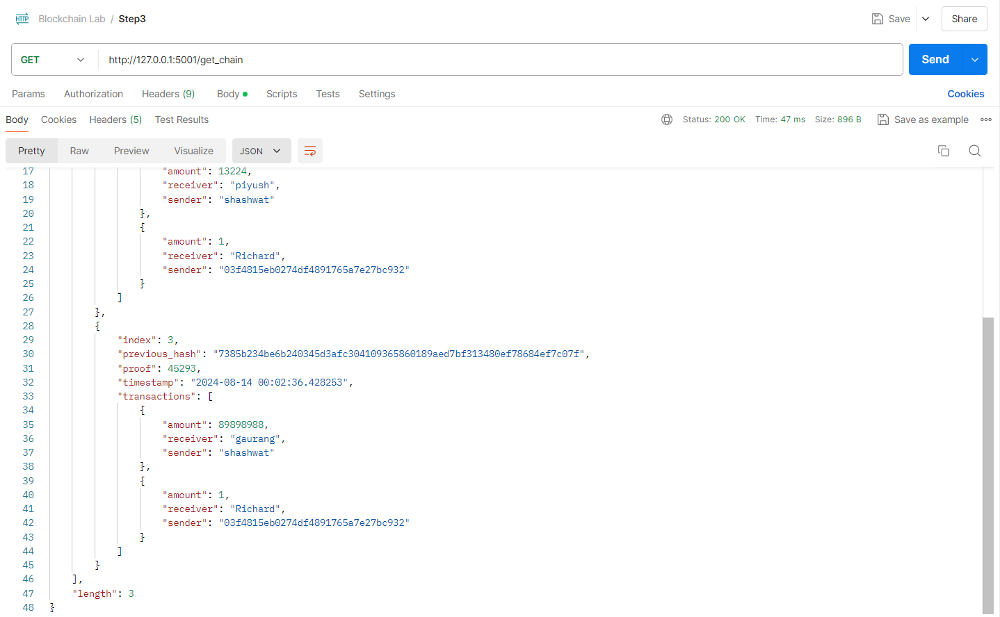 HTTP Blockchain Lab / Step3 Save Share
GET http://127.0.0.1:5001/get_chain Send
Params Authorization Headers (9) Body Scripts Tests Settings Cookies
Body Cookies Headers (5) Test Results Status: 200 OK Time: 47 ms Size: 896 B Save as example
Pretty Raw Preview Visualize JSON
17 "amount": 13224,
18 "receiver": "piyush",
19 "sender": "shashwat"
20 },
21 {
22 "amount": 1,
23 "receiver": "Richard",
24 "sender": "03f4815eb0274df4891765a7e27bc932"
25 }
26 ]
27 },
28 {
29 "index": 3,
30 "previous_hash": "7385b234be6b240345d3afc304109365860189aed7bf313480ef78684ef7c07f",
31 "proof": 45293,
32 "timestamp": "2024-08-14 00:02:36.428253",
33 "transactions": [
34 {
35 "amount": 89898988,
36 "receiver": "gaurang",
37 "sender": "shashwat"
38 },
39 {
40 "amount": 1,
41 "receiver": "Richard",
42 "sender": "03f4815eb0274df4891765a7e27bc932"
43 }
44 ]
45 }
46 ],
47 "length": 3
48 }